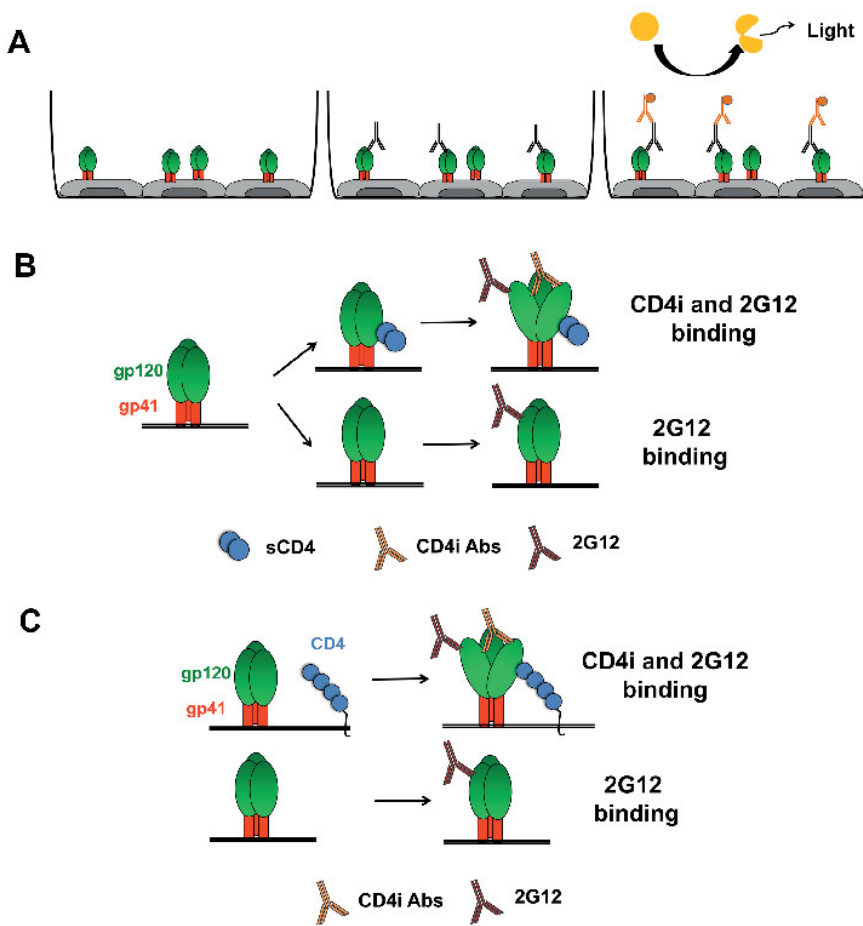 A
Light
B
CD4i and 2G12
binding
gp120
gp41
2G12
binding
sCD4
CD4i Abs
2G12
C
CD4
gp120
gp41
CD4i and 2G12
binding
2G12
binding
CD4i Abs
2G12